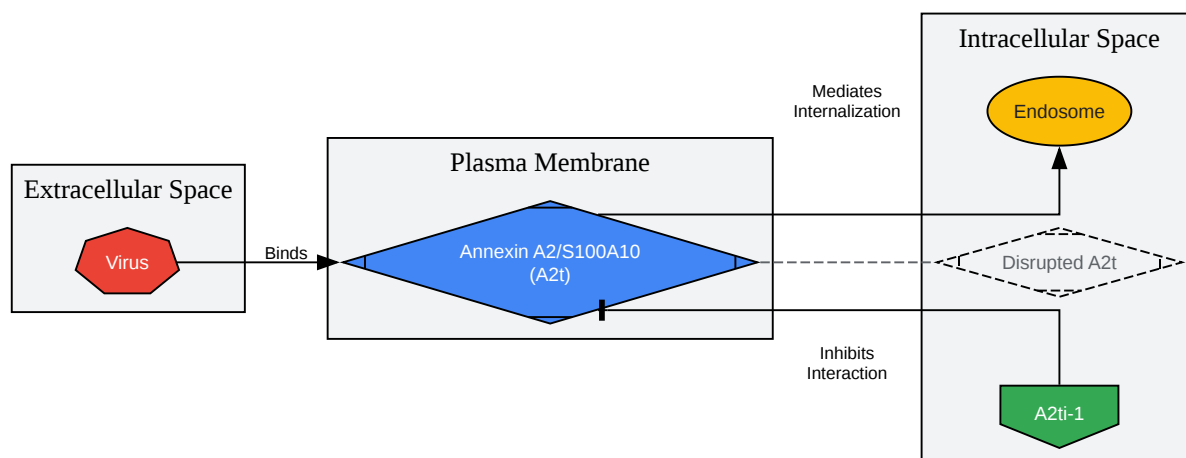 Extracellular Space
Virus
Binds
Plasma Membrane
Annexin A2/S100A10
(A2t)
Mediates
Internalization
Inhibits
Interaction
Intracellular Space
Endosome
Disrupted A2t
A2ti-1